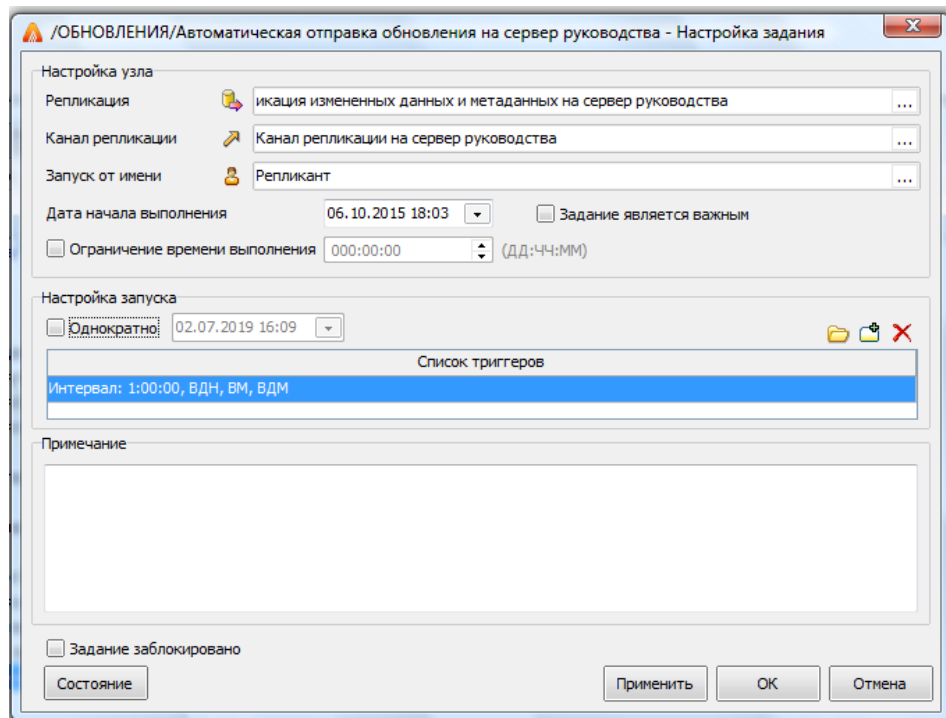 /ОБНОВЛЕНИЯ/Автоматическая отправка обновления на сервер руководства - Настройка задания
Настройка узла
Репликация икация измененных данных и метаданных на сервер руководства ...
Канал репликации Канал репликации на сервер руководства ...
Запуск от имени Репликант ...
Дата начала выполнения 06.10.2015 18:03 Задание является важным
Ограничение времени выполнения 000:00:00 (ДД:ЧЧ:ММ)
Настройка запуска
Однократно 02.07.2019 16:09
Список триггеров
Интервал: 1:00:00, ВДН, ВМ, ВДМ
Примечание
Задание заблокировано
Состояние Применить ОК Отмена